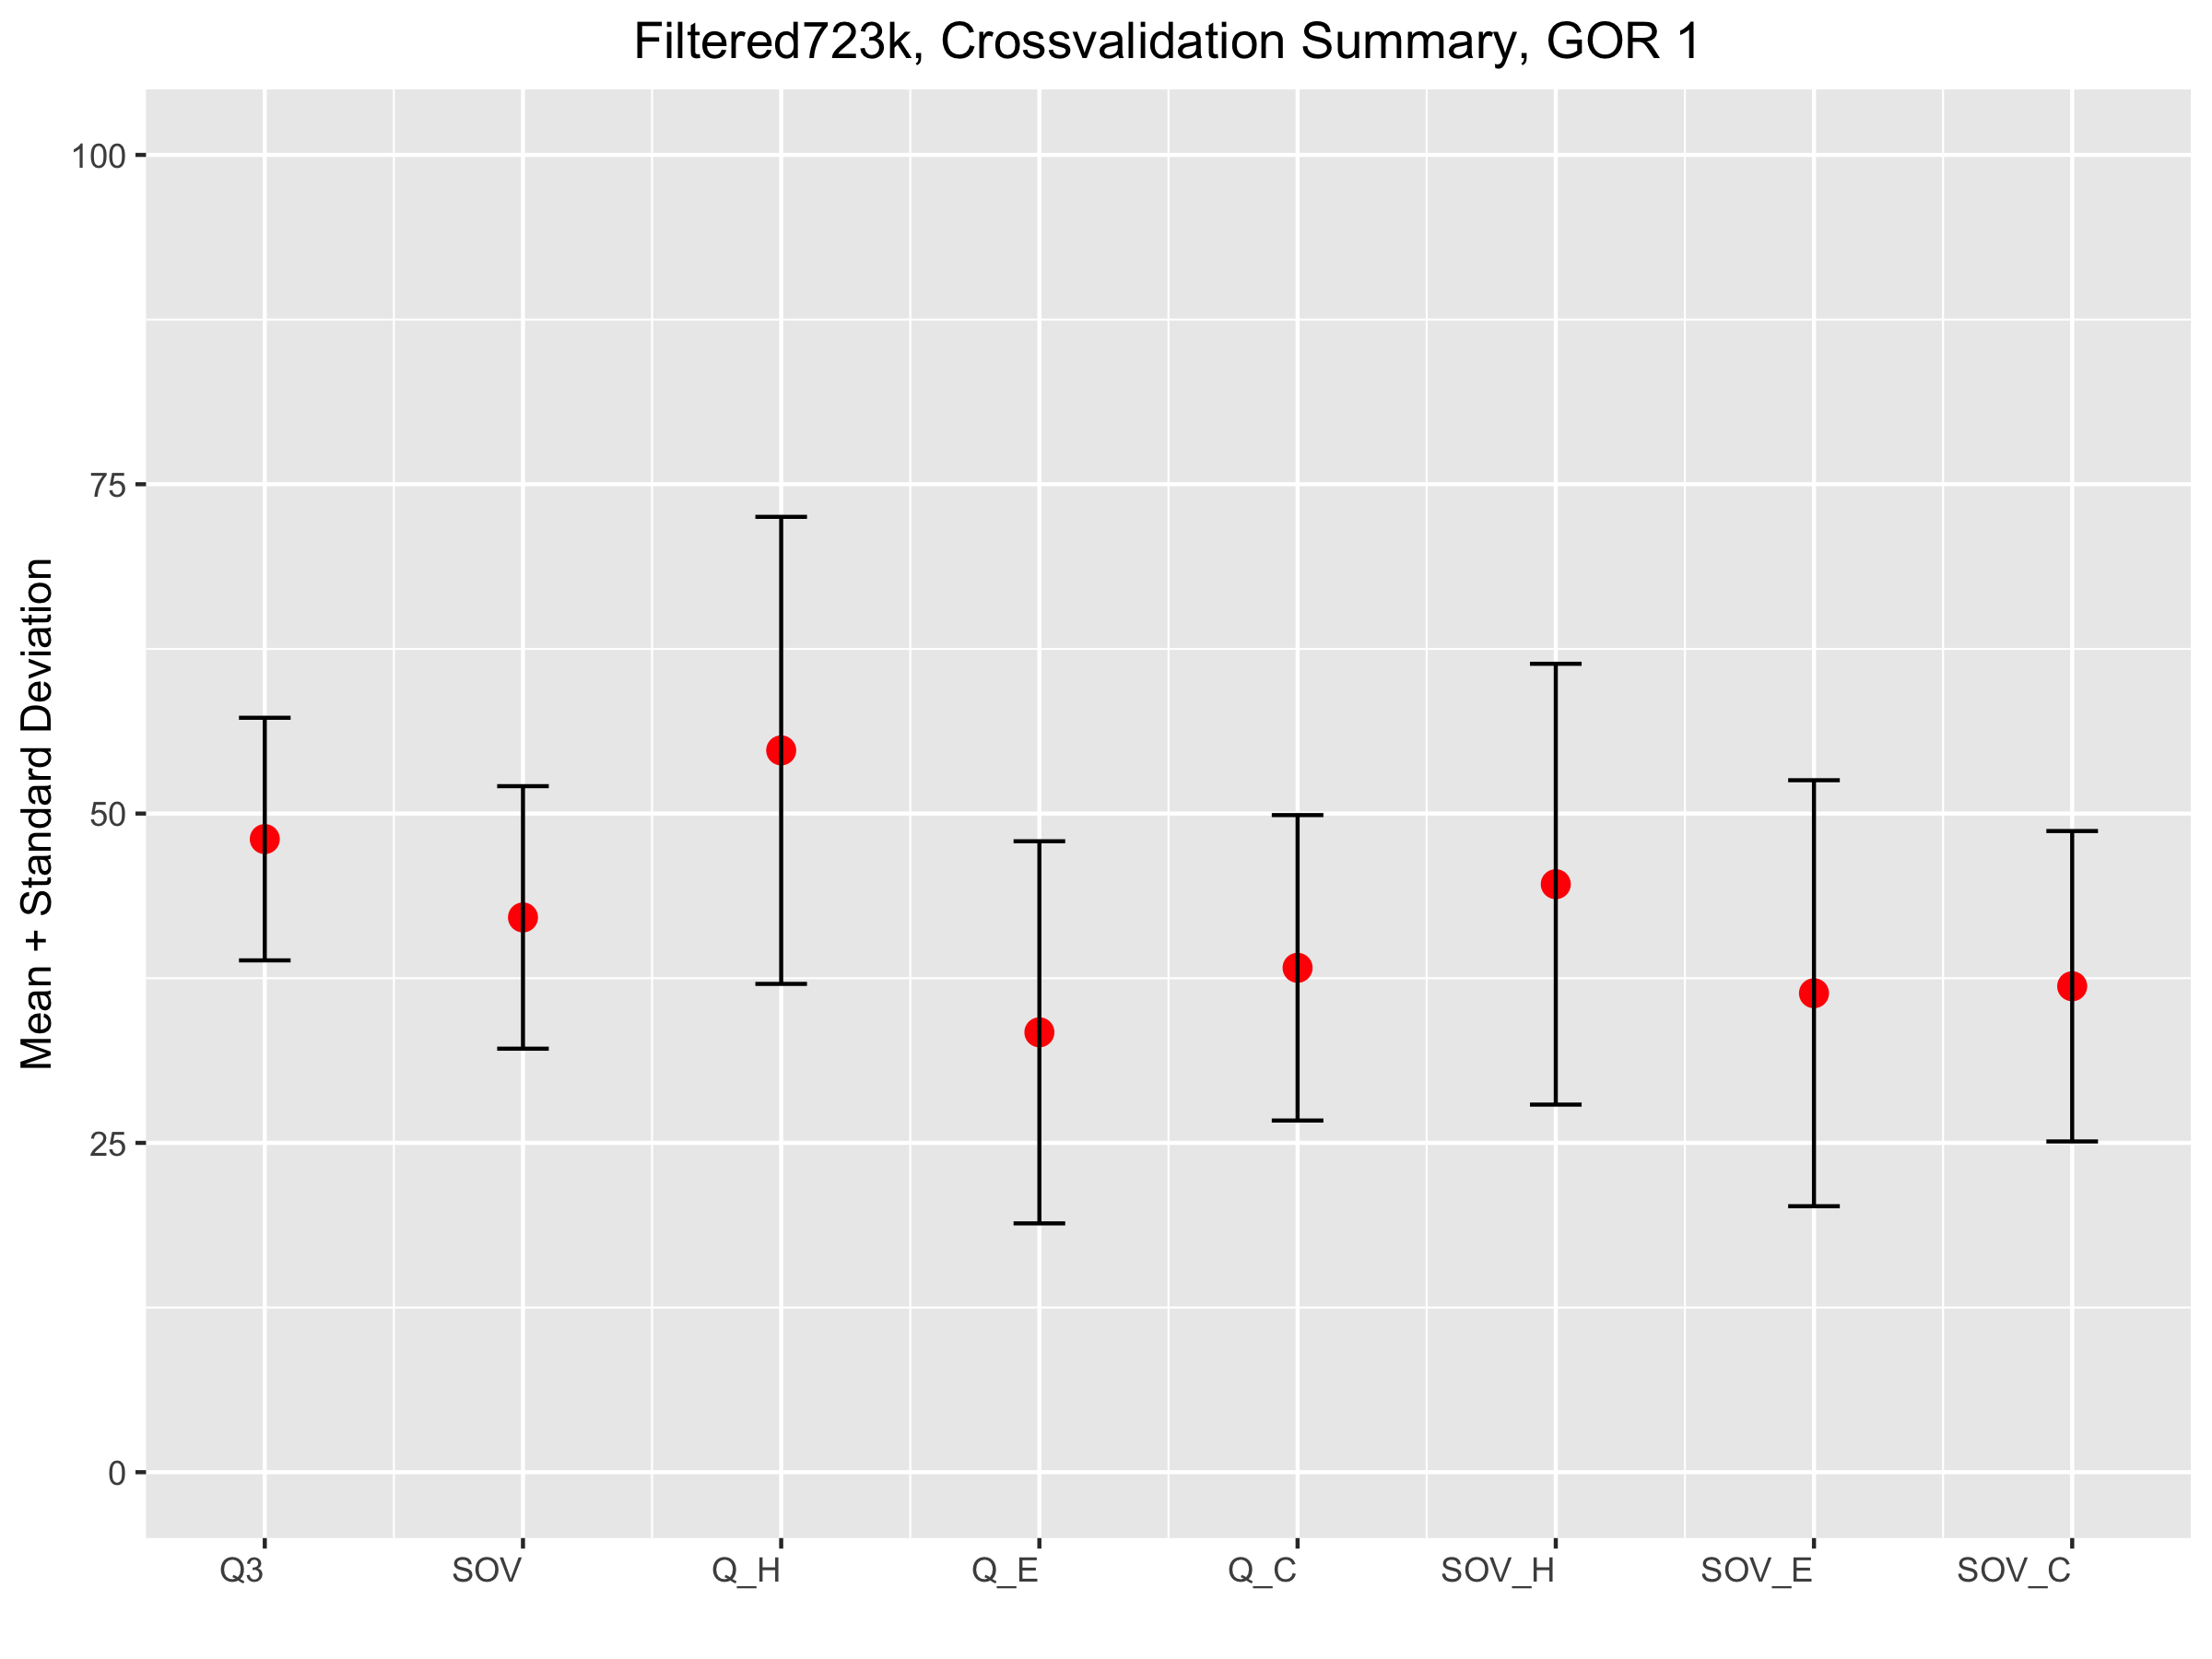 Filtered723k, Crossvalidation Summary, GOR 1
Mean + Standard Deviation
100
75
50
25
0
Q3 SOV Q_H Q_E Q_C SOV_H SOV_E SOV_C